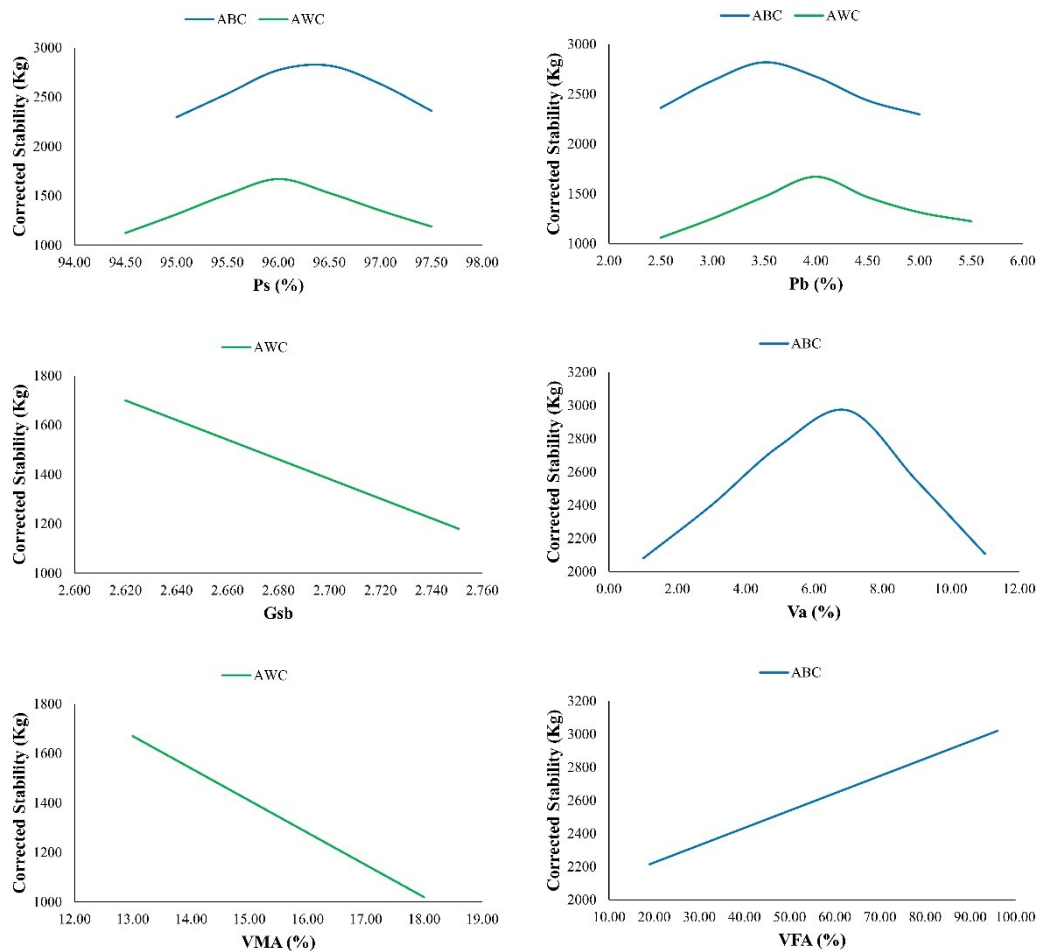 ABC AWC
3000
2500
2000
1500
1000
94.00 94.50 95.00 95.50 96.00 96.50 97.00 97.50 98.00
Corrected Stability (Kg)
Ps (%)
ABC AWC
3000
2500
2000
1500
1000
2.00 2.50 3.00 3.50 4.00 4.50 5.00 5.50 6.00
Corrected Stability (Kg)
Pb (%)
AWC
1800
1600
1400
1200
1000
2.600 2.620 2.640 2.660 2.680 2.700 2.720 2.740 2.760
Corrected Stability (Kg)
Gsb
ABC
3200
3000
2800
2600
2400
2200
2000
0.00 2.00 4.00 6.00 8.00 10.00 12.00
Corrected Stability (Kg)
Va (%)
AWC
1800
1600
1400
1200
1000
12.00 13.00 14.00 15.00 16.00 17.00 18.00 19.00
Corrected Stability (Kg)
VMA (%)
ABC
3200
3000
2800
2600
2400
2200
2000
10.00 20.00 30.00 40.00 50.00 60.00 70.00 80.00 90.00 100.00
Corrected Stability (Kg)
VFA (%)